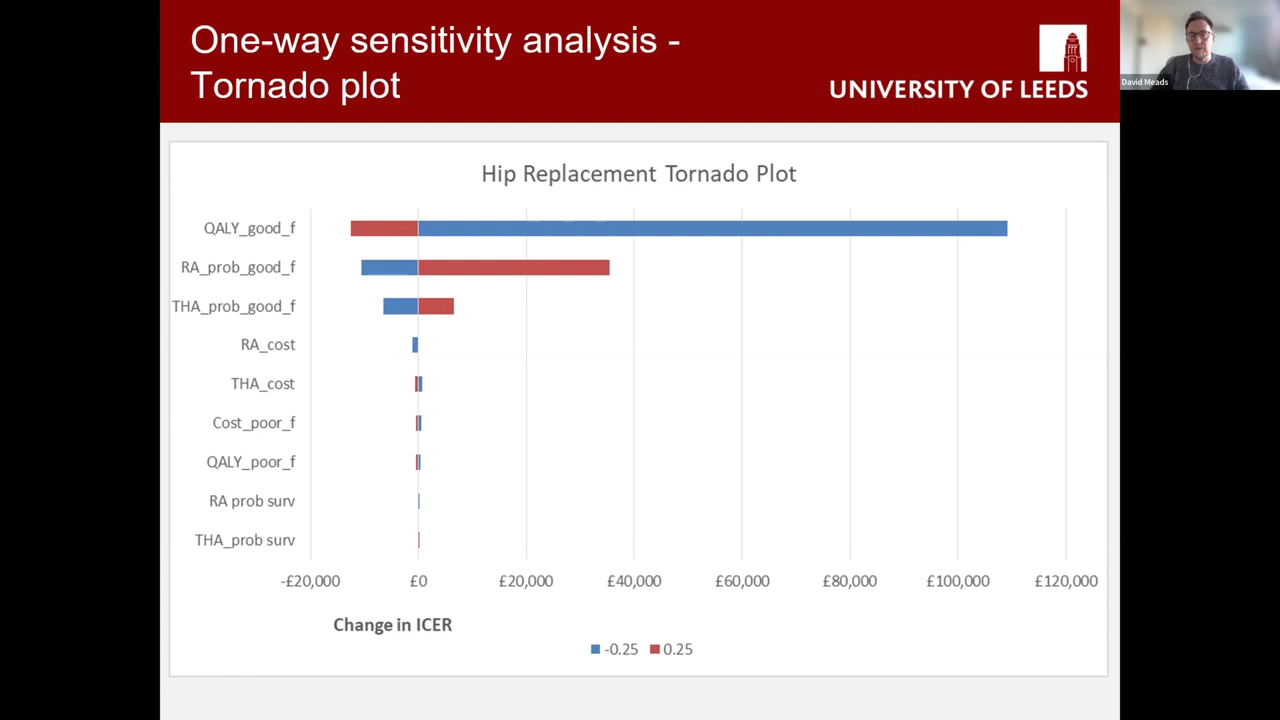 One-way sensitivity analysis -
Tornado plot
UNIVERSITY OF LEEDS
David Meads
Hip Replacement Tornado Plot
QALY_good_f
RA_prob_good_f
THA_prob_good_f
RA_cost
THA_cost
Cost_poor_f
QALY_poor_f
RA prob surv
THA_prob surv
-£20,000 £0 £20,000 £40,000 £60,000 £80,000 £100,000 £120,000
Change in ICER
-0.25 0.25